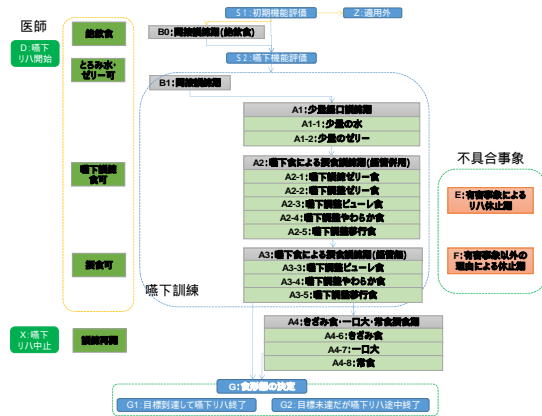 S1:初期機能評価
Z:適用外
医師
絶飲食
B0:間接訓練期(絶飲食)
D:嚥下
リハ開始
S2:嚥下機能評価
とろみ水・
ゼリー可
B1:間接訓練期
A1:少量経口訓練期
A1-1:少量の水
A1-2:少量のゼリー
A2:嚥下食による摂食訓練期(経管併用)
嚥下訓練
食可
A2-1:嚥下訓練ゼリー食
A2-2:嚥下調整ゼリー食
A2-3:嚥下調整ピューレ食
A2-4:嚥下調整やわらか食
A2-5:嚥下調整移行食
不具合事象
E:有害事象による
リハ休止期
A3:嚥下食による摂食訓練期(経管無)
摂食可
A3-3:嚥下調整ピューレ食
A3-4:嚥下調整やわらか食
A3-5:嚥下調整移行食
F:有害事象以外の
理由による休止期
嚥下訓練
A4:きざみ食・一口大・常食摂食期
X:嚥下
リハ中止
訓練再開
A4-6:きざみ食
A4-7:一口大
A4-8:常食
G:食形態の決定
G1:目標到達して嚥下リハ終了
G2:目標未達だが嚥下リハ途中終了